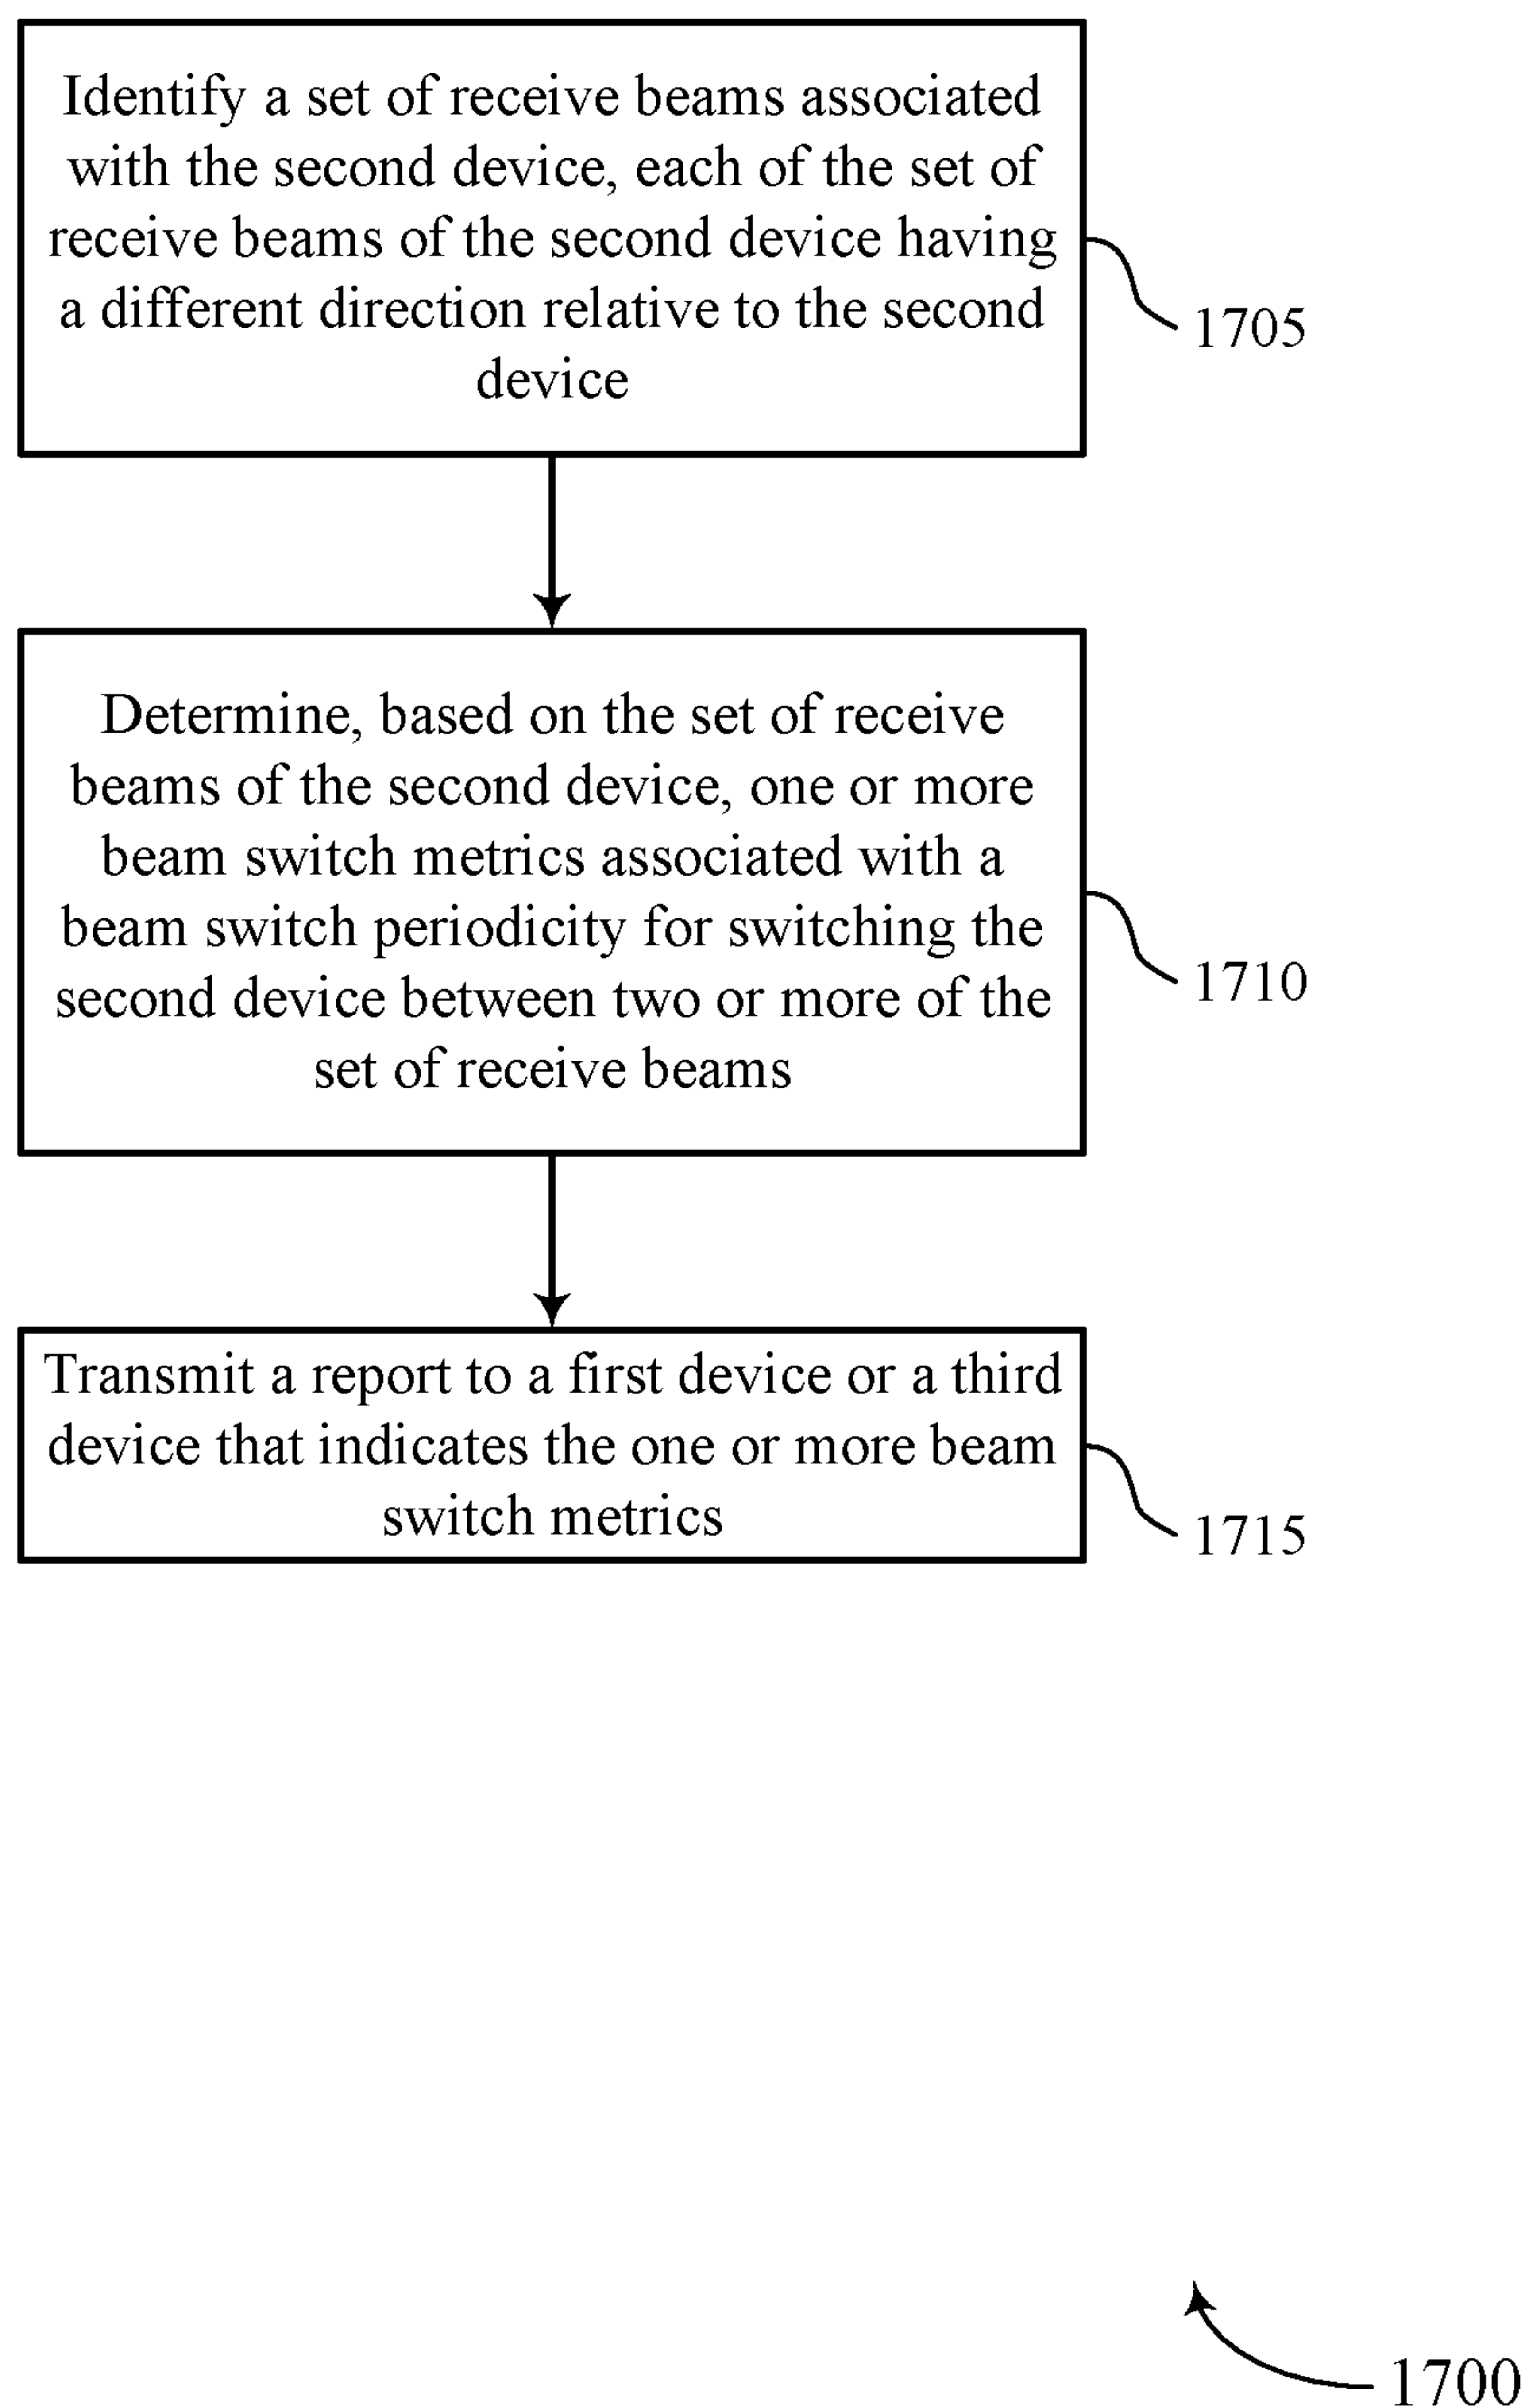 Identify a set of receive beams associated
with the second device, each of the set of
receive beams of the second device having
a different direction relative to the second
device
1705
Determine, based on the set of receive
beams of the second device, one or more
beam switch metrics associated with a
beam switch periodicity for switching the
second device between two or more of the
set of receive beams
1710
Transmit a report to a first device or a third
device that indicates the one or more beam
switch metrics
1715
1700